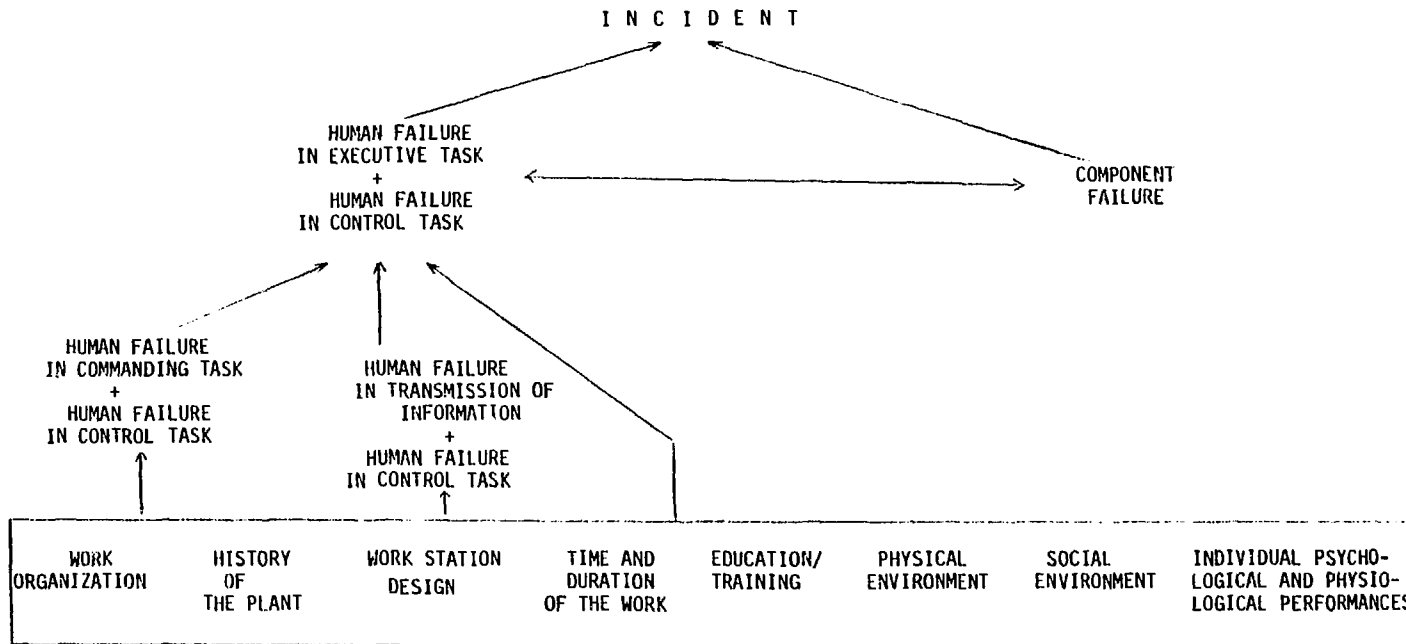 I N C I D E N T
HUMAN FAILURE
IN EXECUTIVE TASK
+
HUMAN FAILURE
IN CONTROL TASK
COMPONENT
FAILURE
HUMAN FAILURE
IN COMMANDING TASK
+
HUMAN FAILURE
IN CONTROL TASK
HUMAN FAILURE
IN TRANSMISSION OF
INFORMATION
+
HUMAN FAILURE
IN CONTROL TASK
WORK
ORGANIZATION
HISTORY
OF
THE PLANT
WORK STATION
DESIGN
TIME AND
DURATION
OF THE WORK
EDUCATION/
TRAINING
PHYSICAL
ENVIRONMENT
SOCIAL
ENVIRONMENT
INDIVIDUAL PSYCHO-
LOGICAL AND PHYSIO-
LOGICAL PERFORMANCES